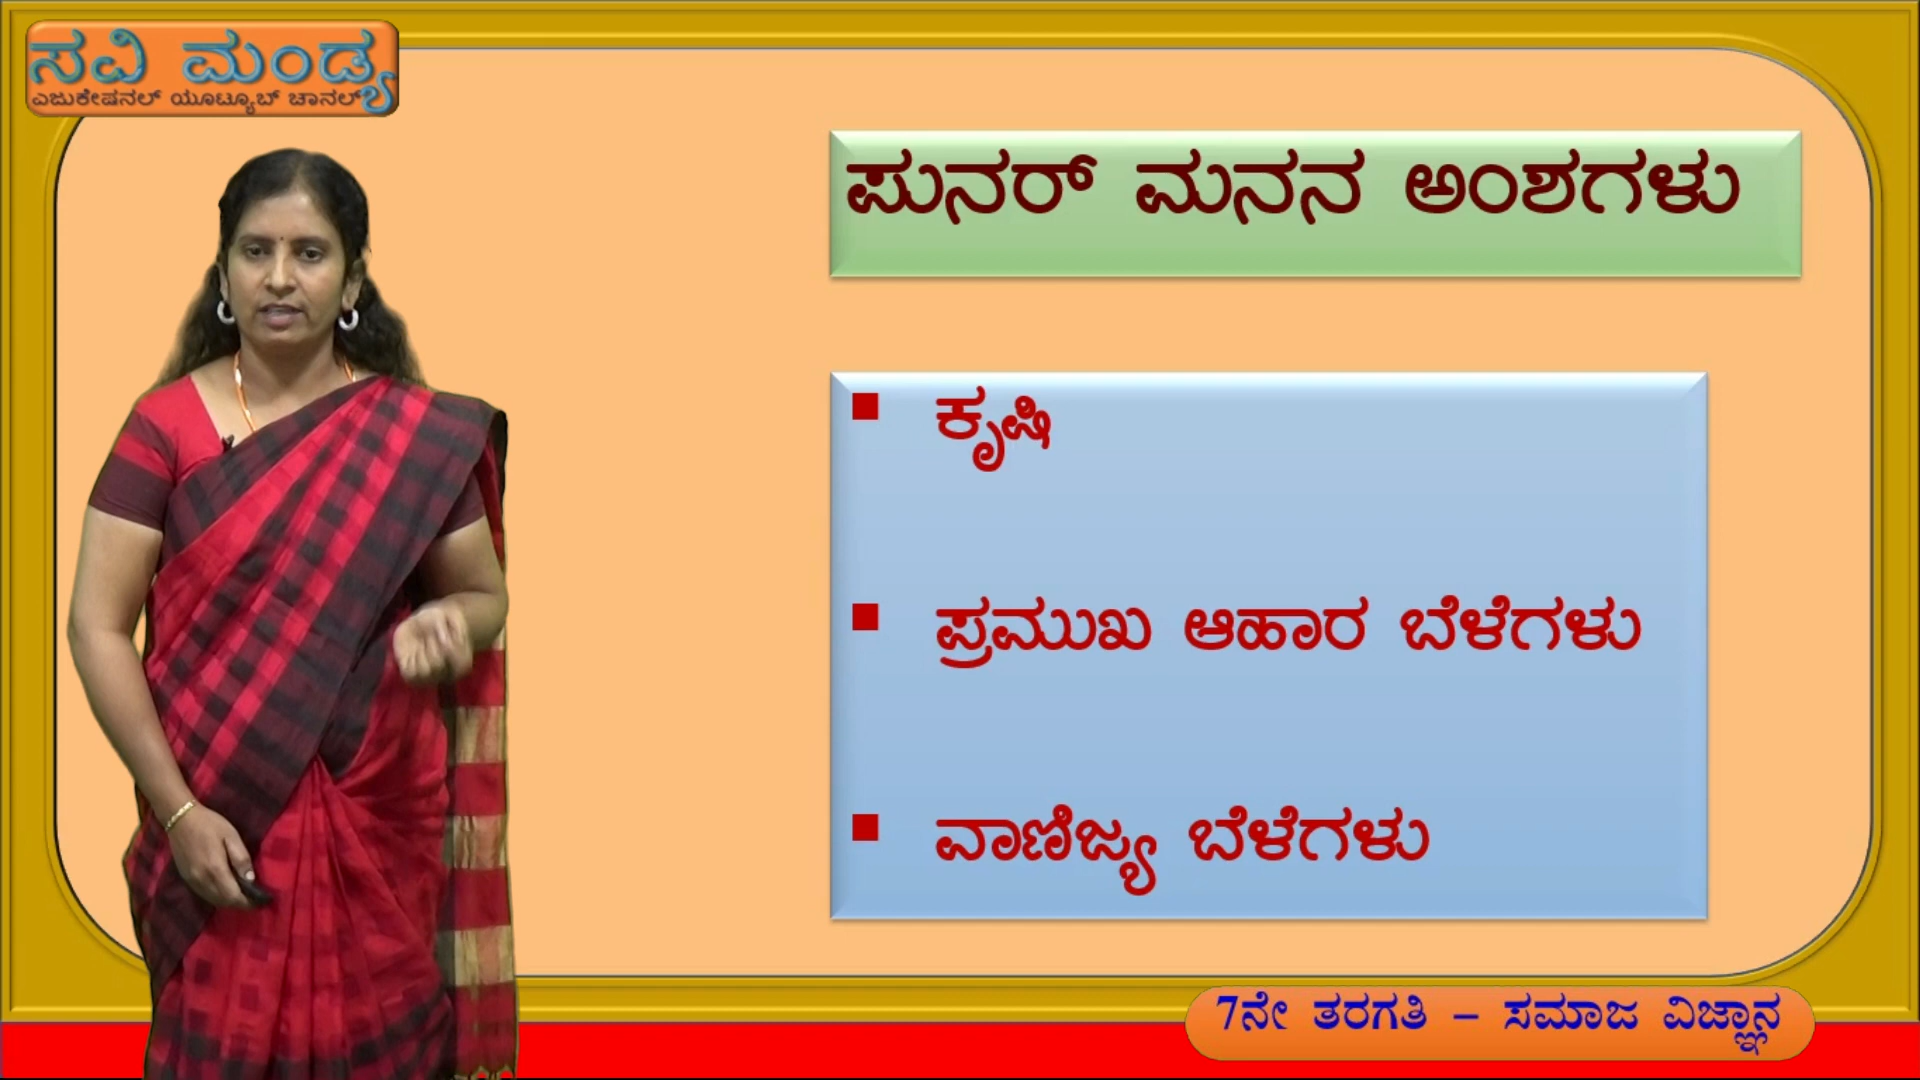 ಸವಿ ಮಂಡ್ಯ
ಎಜುಕೇಷನಲ್ ಯೂಟ್ಯೂಬ್ ಚಾನಲ್
ಪುನರ್ ಮನನ ಅಂಶಗಳು
▪ ಕೃಷಿ
▪ ಪ್ರಮುಖ ಆಹಾರ ಬೆಳೆಗಳು
▪ ವಾಣಿಜ್ಯ ಬೆಳೆಗಳು
7ನೇ ತರಗತಿ – ಸಮಾಜ ವಿಜ್ಞಾನ